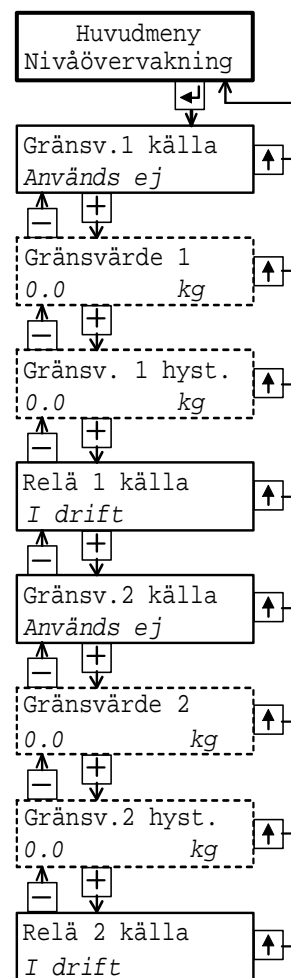 Huvudmeny
Nivåövervakning
Gränsv.1 källa
Används ej
Gränsvärde 1
0.0 kg
Gränsv. 1 hyst.
0.0 kg
Relä 1 källa
I drift
Gränsv.2 källa
Används ej
Gränsvärde 2
0.0 kg
Gränsv.2 hyst.
0.0 kg
Relä 2 källa
I drift